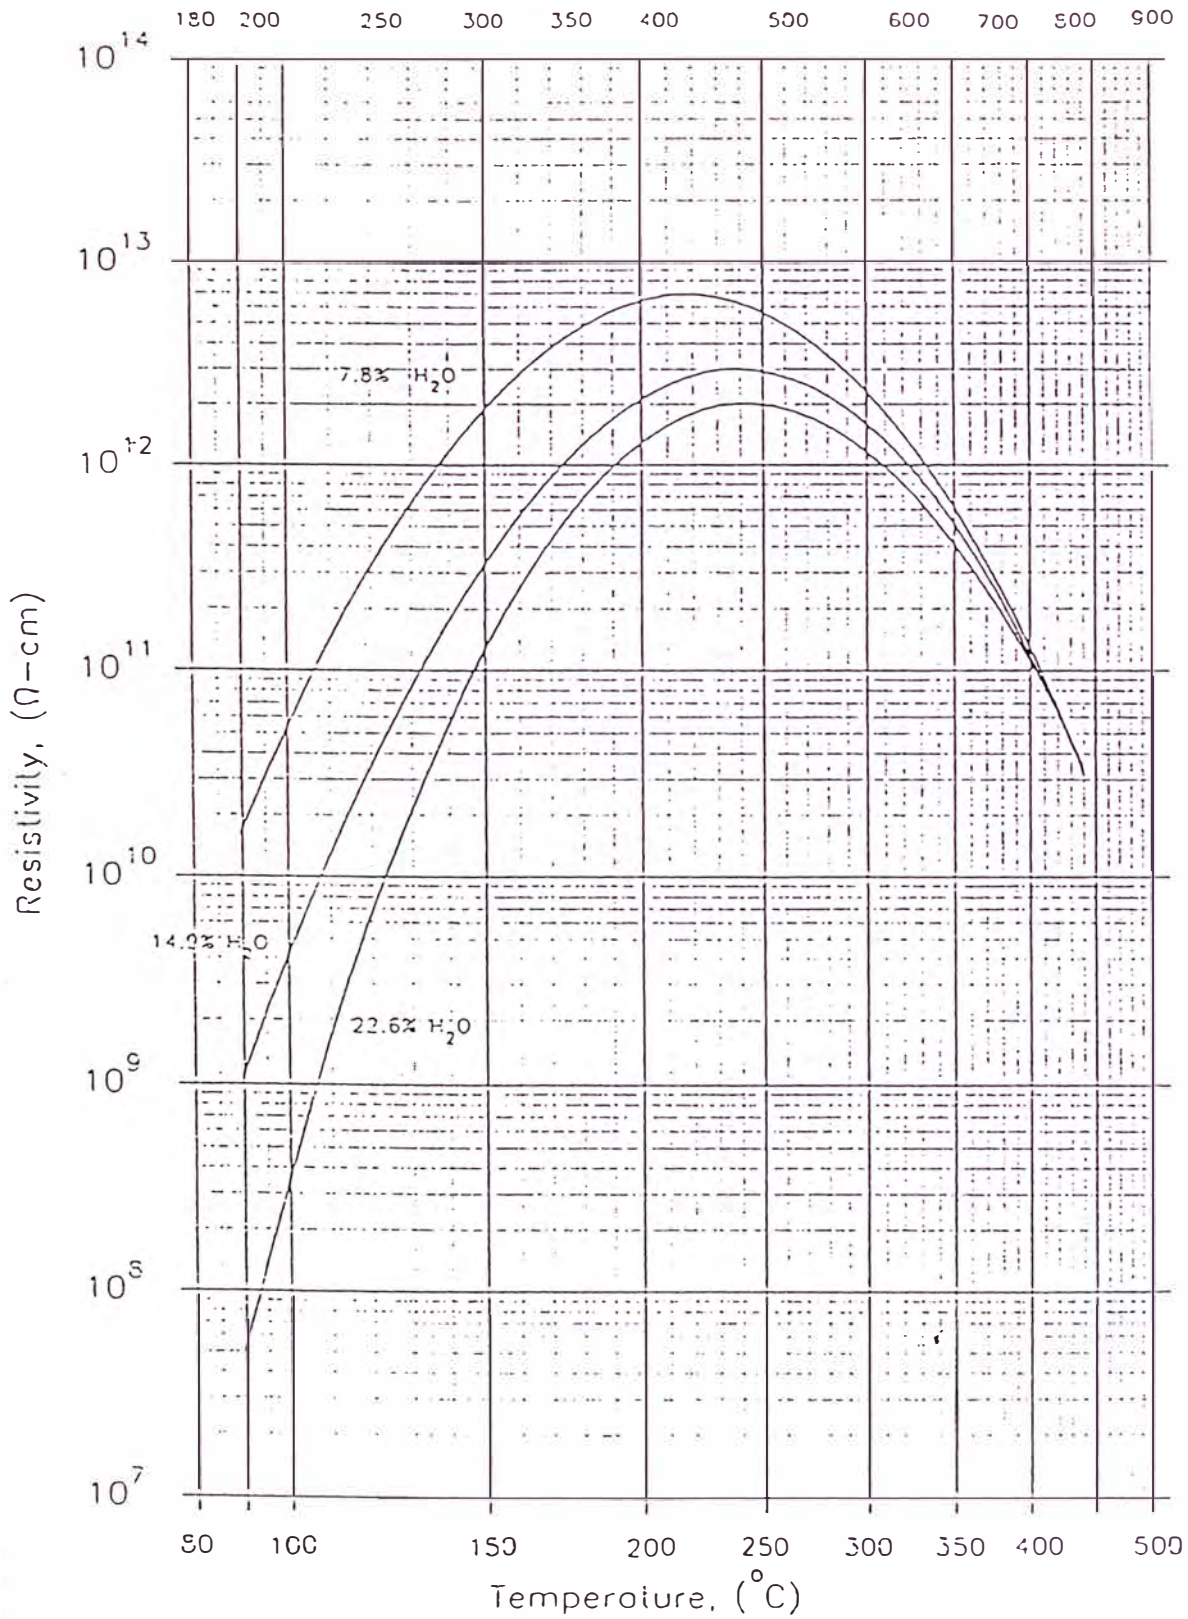 180 200 250 300 350 400 500 600 700 800 900
10^14
10^13
7.8% H₂O
10^12
10^11
10^10
14.9% H₂O
22.6% H₂O
10^9
10^8
10^7
Resistivity, (Ω-cm)
80 100 150 200 250 300 350 400 500
Temperature, (°C)